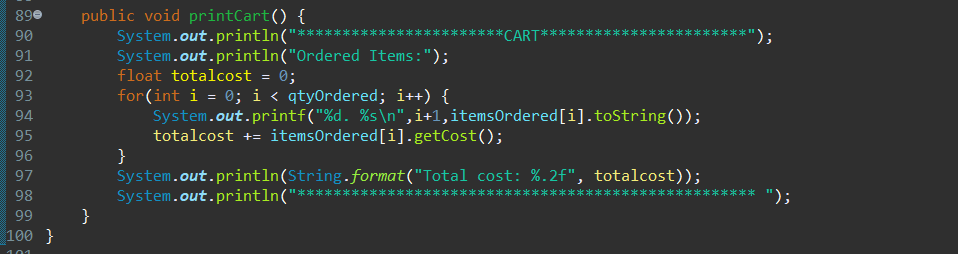 89 public void printCart() {
90 System.out.println("***********************CART***********************");
91 System.out.println("Ordered Items:");
92 float totalcost = 0;
93 for(int i = 0; i < qtyOrdered; i++) {
94 System.out.printf("%d. %s\n",i+1,itemsOrdered[i].toString());
95 totalcost += itemsOrdered[i].getCost();
96 }
97 System.out.println(String.format("Total cost: %.2f", totalcost));
98 System.out.println("*************************************************** ");
99 }
100 }